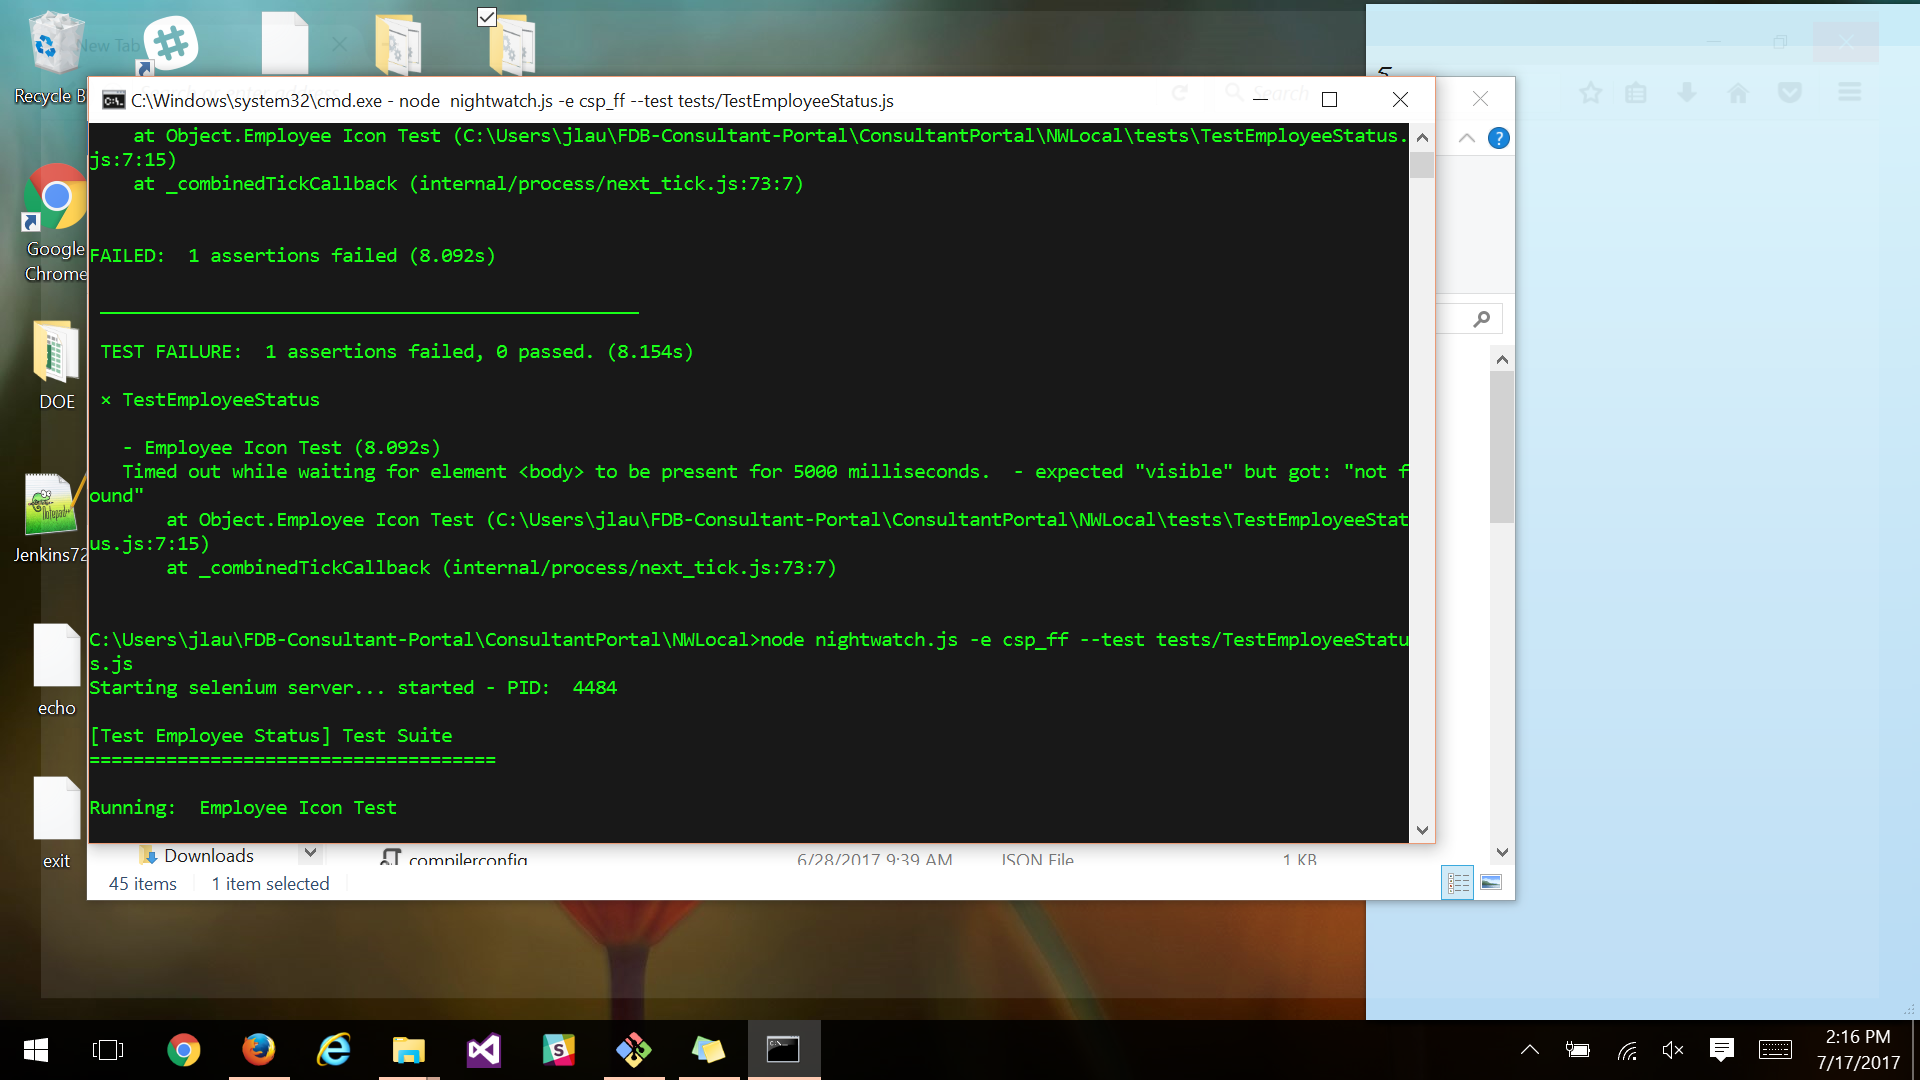 New Tab
5
Recycle B
C:\Windows\system32\cmd.exe - node  nightwatch.js -e csp_ff --test tests/TestEmployeeStatus.js
Search
at Object.Employee Icon Test (C:\Users\jlau\FDB-Consultant-Portal\ConsultantPortal\NWLocal\tests\TestEmployeeStatus.
js:7:15)
at _combinedTickCallback (internal/process/next_tick.js:73:7)
FAILED:  1 assertions failed (8.092s)
TEST FAILURE:  1 assertions failed, 0 passed. (8.154s)
× TestEmployeeStatus
- Employee Icon Test (8.092s)
Timed out while waiting for element <body> to be present for 5000 milliseconds.  - expected "visible" but got: "not f
ound"
at Object.Employee Icon Test (C:\Users\jlau\FDB-Consultant-Portal\ConsultantPortal\NWLocal\tests\TestEmployeeStat
us.js:7:15)
at _combinedTickCallback (internal/process/next_tick.js:73:7)
C:\Users\jlau\FDB-Consultant-Portal\ConsultantPortal\NWLocal>node nightwatch.js -e csp_ff --test tests/TestEmployeeStatu
s.js
Starting selenium server... started - PID:  4484
[Test Employee Status] Test Suite
=====================================
Running:  Employee Icon Test
Google
Chrome
DOE
Notepad++
Jenkins72
echo
exit
Downloads
compilerconfig
6/28/2017 9:39 AM
JSON File
1 KB
45 items
1 item selected
2:16 PM
7/17/2017